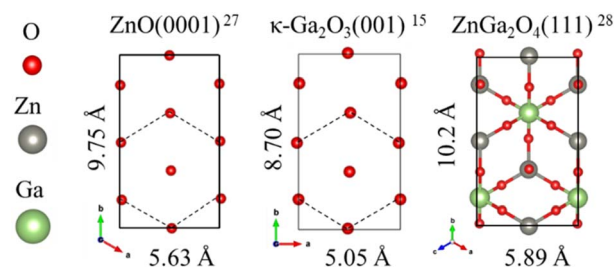 O
Zn
Ga
ZnO(0001) 27
9.75 Å
b
a
5.63 Å
κ-Ga2O3(001) 15
8.70 Å
b
a
5.05 Å
ZnGa2O4(111) 28
10.2 Å
b
c
a
5.89 Å